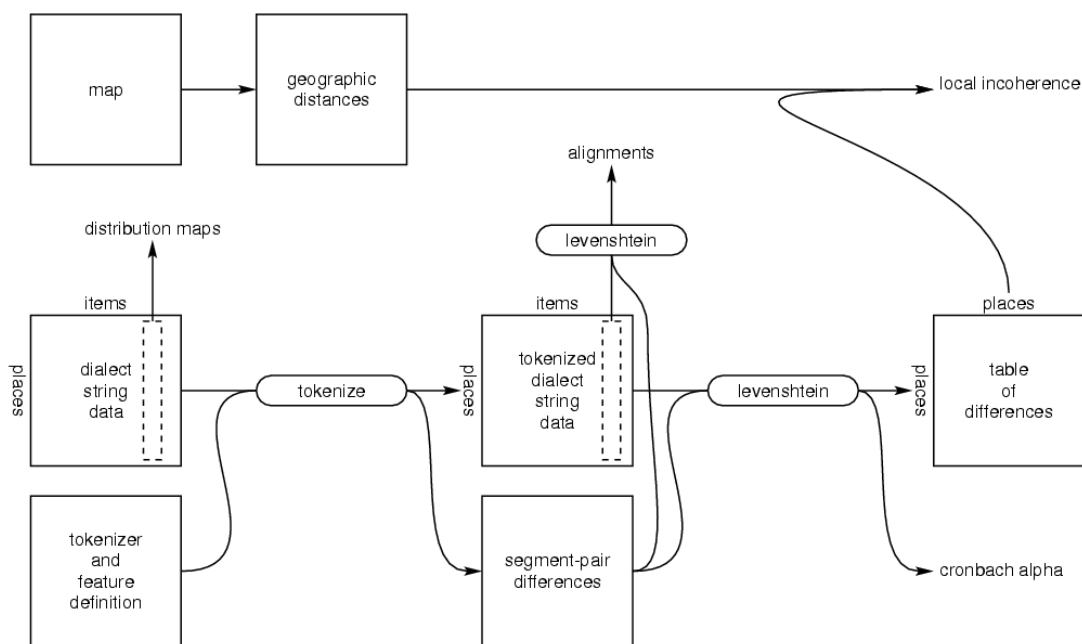 map
geographic
distances
local incoherence
alignments
distribution maps
levenshtein
items
items
places
places
dialect
string
data
tokenize
places
tokenized
dialect
string
data
levenshtein
places
table
of
differences
tokenizer
and
feature
definition
segment-pair
differences
cronbach alpha